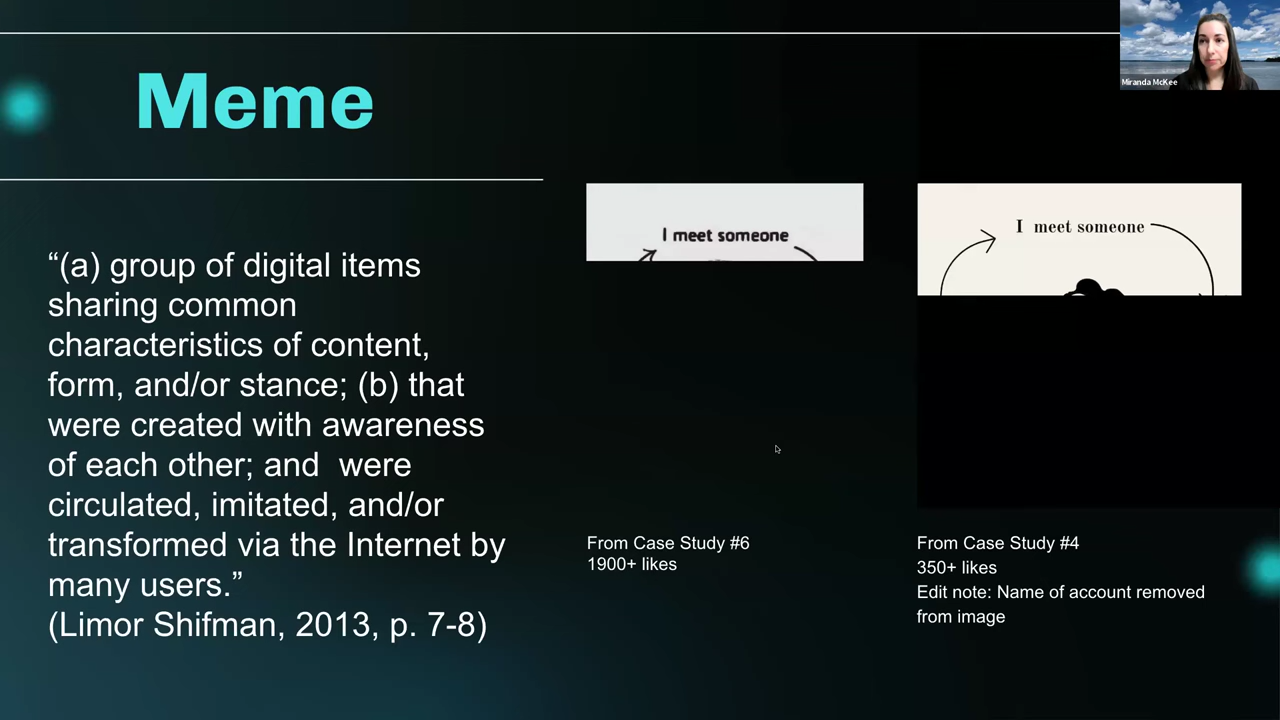 Meme
Miranda McKee
“(a) group of digital items
sharing common
characteristics of content,
form, and/or stance; (b) that
were created with awareness
of each other; and  were
circulated, imitated, and/or
transformed via the Internet by
many users.”
(Limor Shifman, 2013, p. 7-8)
I meet someone
From Case Study #6
1900+ likes
I  meet someone
From Case Study #4
350+ likes
Edit note: Name of account removed
from image